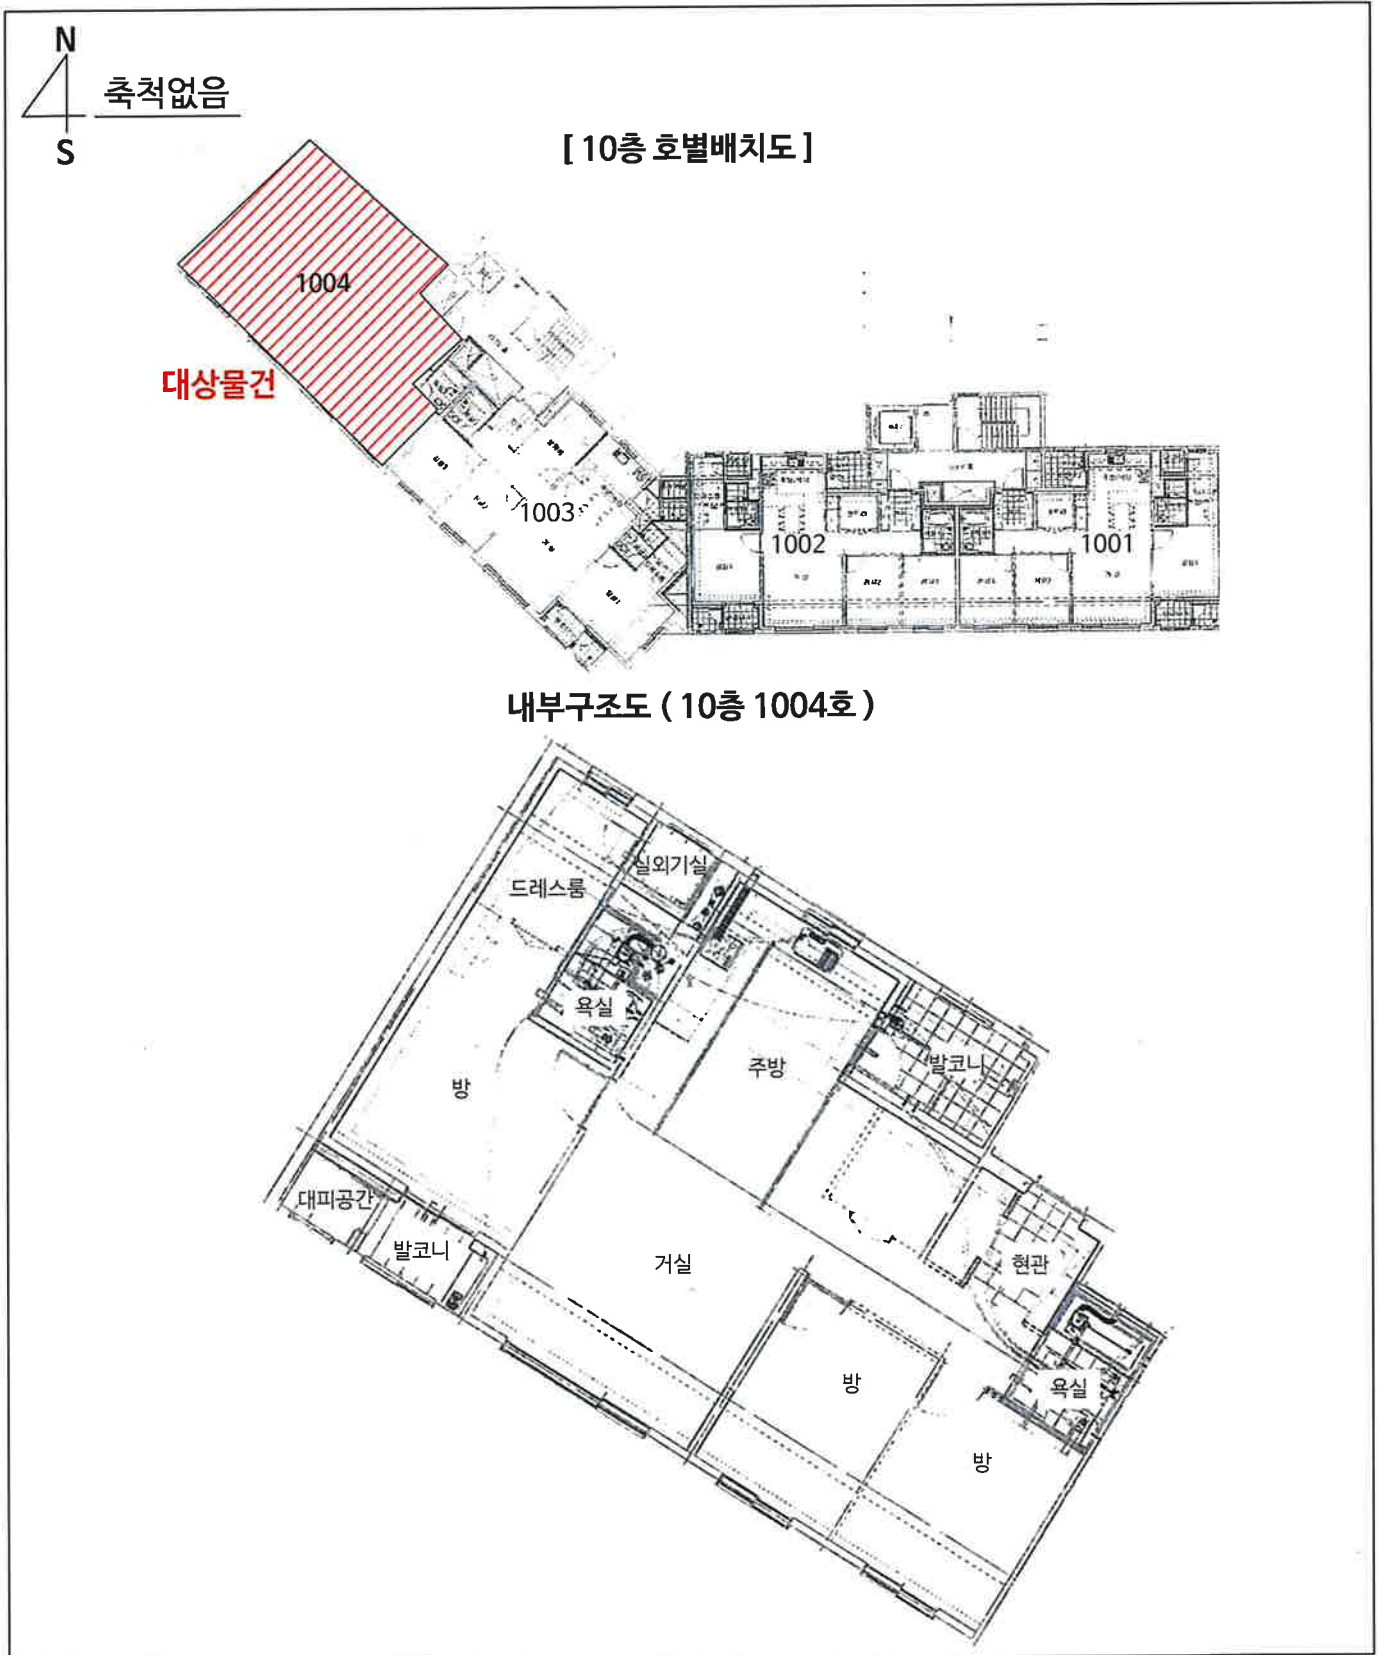 N
축척없음
S
[ 10층 호별배치도 ]
1004
대상물건
1003
1002
1001
내부구조도 ( 10층 1004호 )
실외기실
드레스룸
욕실
주방
발코니
방
대피공간
발코니
거실
현관
방
욕실
방